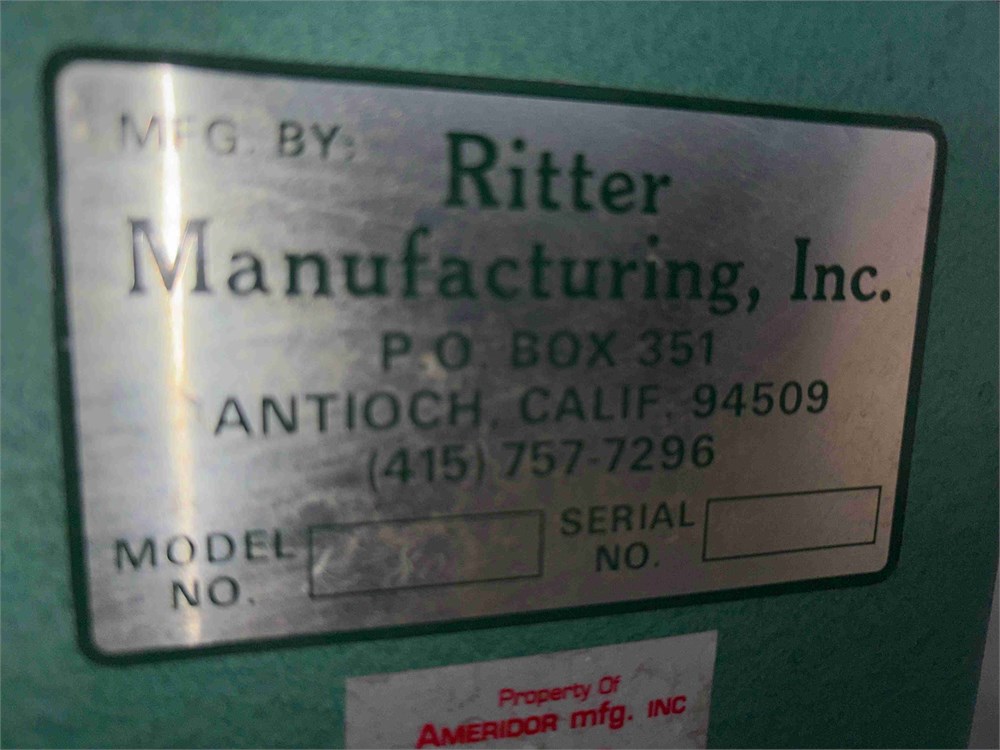 MFG. BY:
Ritter
Manufacturing, Inc.
P.O. BOX 351
ANTIOCH, CALIF. 94509
(415) 757-7296
MODEL NO.
SERIAL NO.
Property Of
AMERIDOR mfg. INC